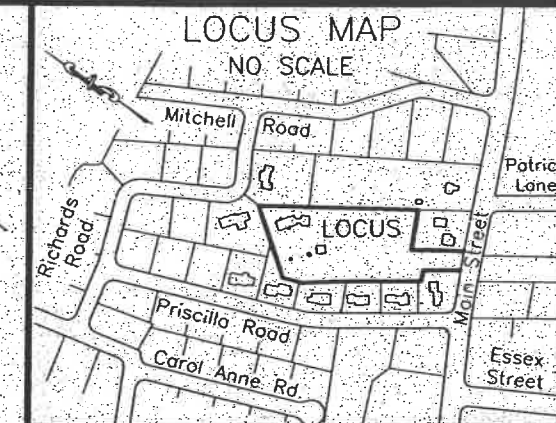 LOCUS MAP
NO SCALE
Mitchell Road
Patric
Lane
LOCUS
Richards
Road
Main Street
Priscilla Road
Carol Anne Rd.
Essex
Street